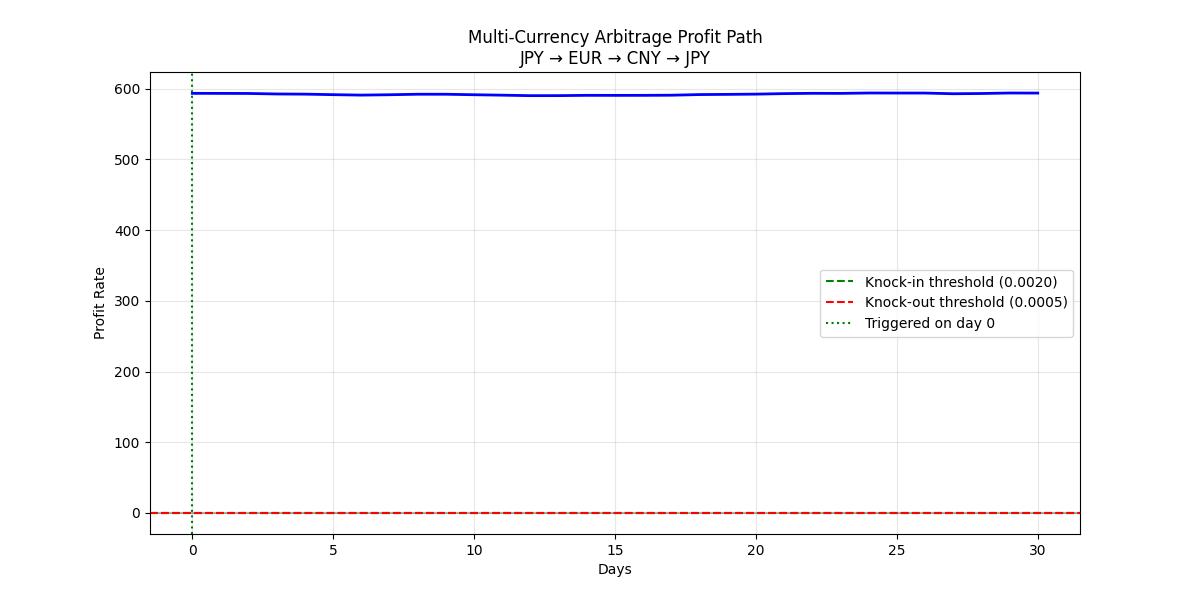 Multi-Currency Arbitrage Profit Path
JPY → EUR → CNY → JPY
600
500
400
300
200
100
0
Profit Rate
Knock-in threshold (0.0020)
Knock-out threshold (0.0005)
Triggered on day 0
0 5 10 15 20 25 30
Days